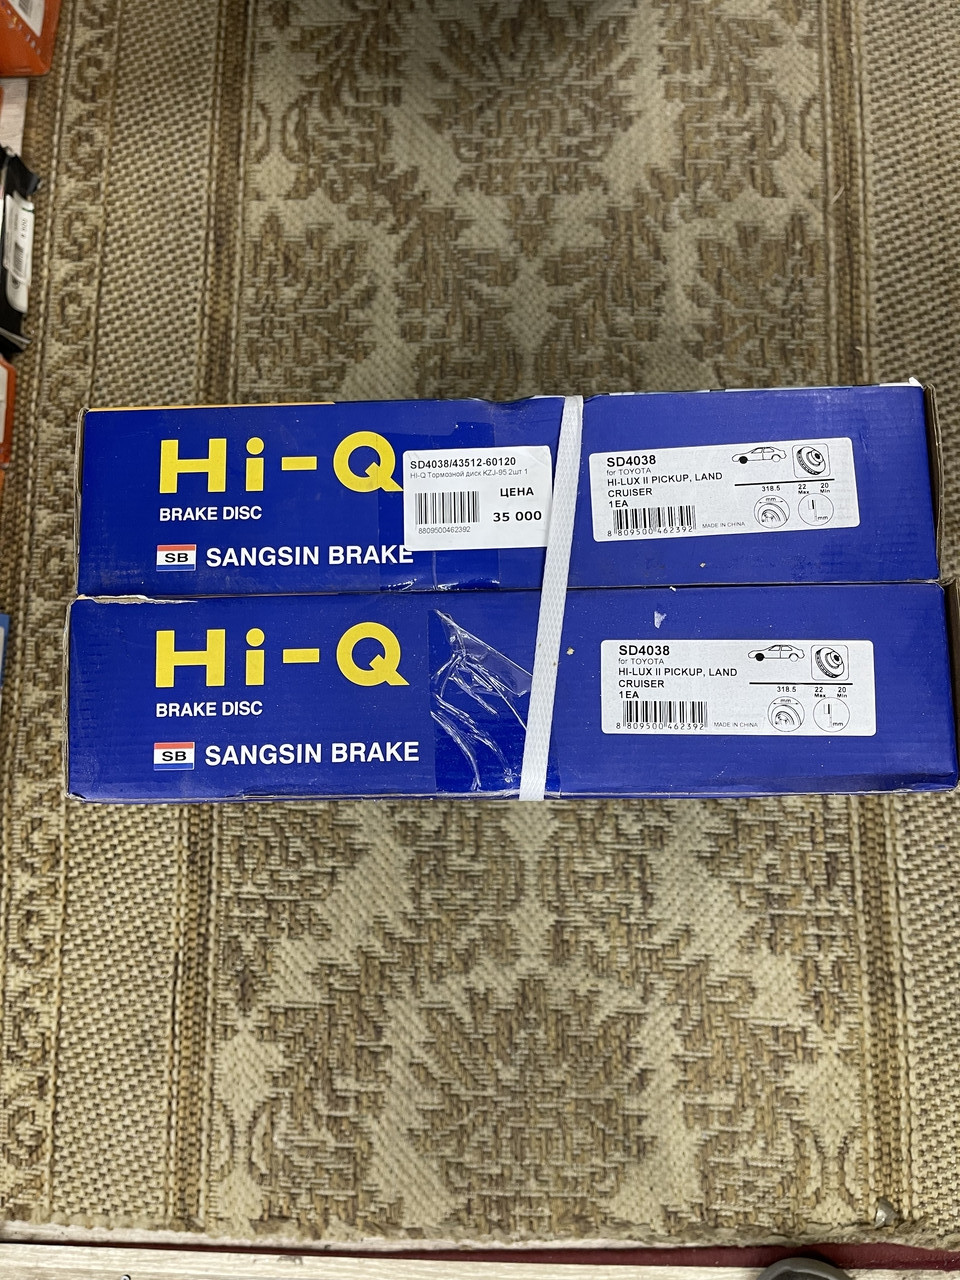 Hi-Q
BRAKE DISC
SB SANGSIN BRAKE
SD4038/43512-60120
HI-Q Тормозной диск KZJ-95 2шт 1
ЦЕНА
35 000
8809500462392
SD4038
for TOYOTA
HI-LUX II PICKUP, LAND
CRUISER
1EA
8 809500 462392
MADE IN CHINA
318.5 22 20
Max Min
mm
mm
Hi-Q
BRAKE DISC
SB SANGSIN BRAKE
SD4038
for TOYOTA
HI-LUX II PICKUP, LAND
CRUISER
1EA
8 809500 462392
MADE IN CHINA
318.5 22 20
Max Min
mm
mm